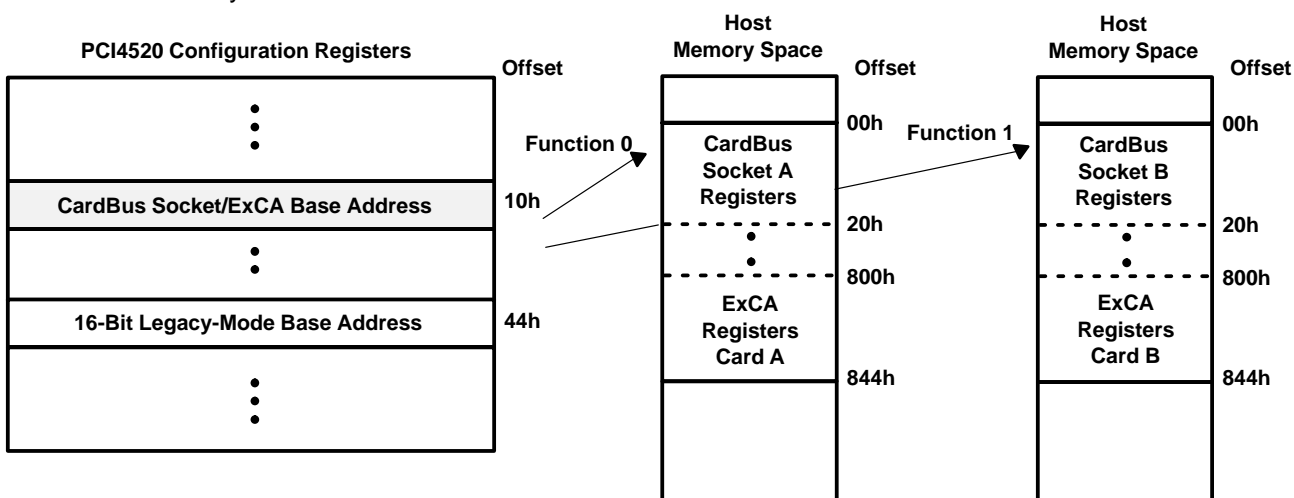 PCI4520 Configuration Registers
Offset
CardBus Socket/ExCA Base Address
10h
16-Bit Legacy-Mode Base Address
44h
Function 0
Host
Memory Space
Offset
00h
CardBus
Socket A
Registers
20h
800h
ExCA
Registers
Card A
844h
Function 1
Host
Memory Space
Offset
00h
CardBus
Socket B
Registers
20h
800h
ExCA
Registers
Card B
844h